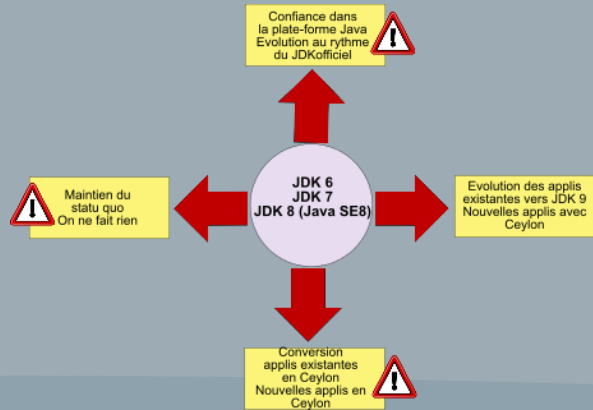 Confiance dans
la plate-forme Java
Evolution au rythme
du JDKofficiel
Maintien du
statu quo
On ne fait rien
JDK 6
JDK 7
JDK 8 (Java SE8)
Evolution des applis
existantes vers JDK 9
Nouvelles applis avec
Ceylon
Conversion
applis existantes
en Ceylon
Nouvelles applis en
Ceylon